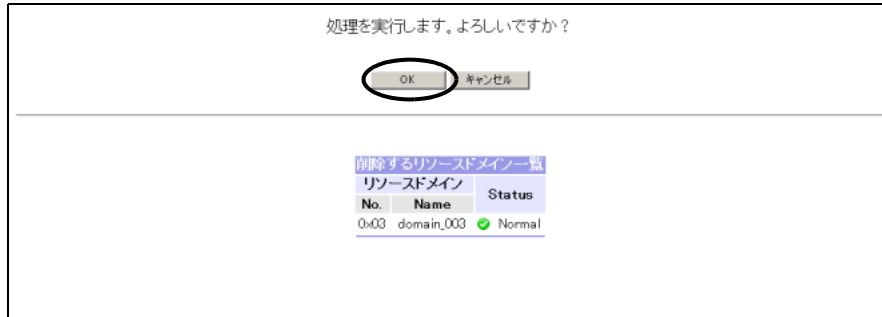 処理を実行します。よろしいですか？
OK キャンセル
削除するリソースドメイン一覧
リソースドメイン Status
No. Name
0x03 domain_003 Normal